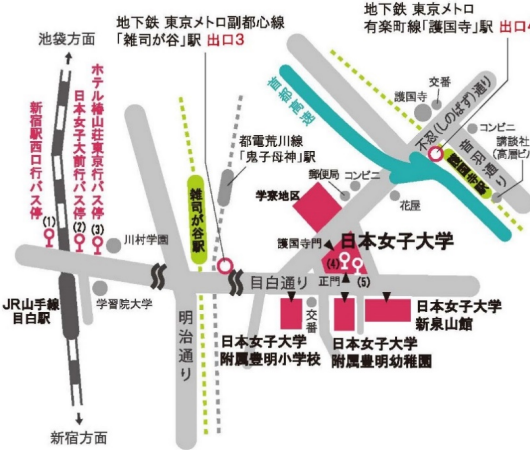 地下鉄 東京メトロ副都心線
「雑司が谷」駅 出口3
地下鉄 東京メトロ
有楽町線「護国寺」駅 出口4
池袋方面
ホテル椿山荘東京行バス停
日本女子大前行バス停
新宿駅西口行バス停
(1)
(2)
(3)
川村学園
学習院大学
JR山手線
目白駅
新宿方面
雑司が谷駅
都電荒川線
「鬼子母神」駅
明治通り
目白通り
首都高速
護国寺
交番
不忍(しのばず)通り
コンビニ
講談社
(高層ビ
音羽通り
護国寺駅
郵便局
コンビニ
花屋
学寮地区
護国寺門
日本女子大学
(4)
(5)
正門
交番
日本女子大学
附属豊明小学校
日本女子大学
附属豊明幼稚園
日本女子大学
新泉山館